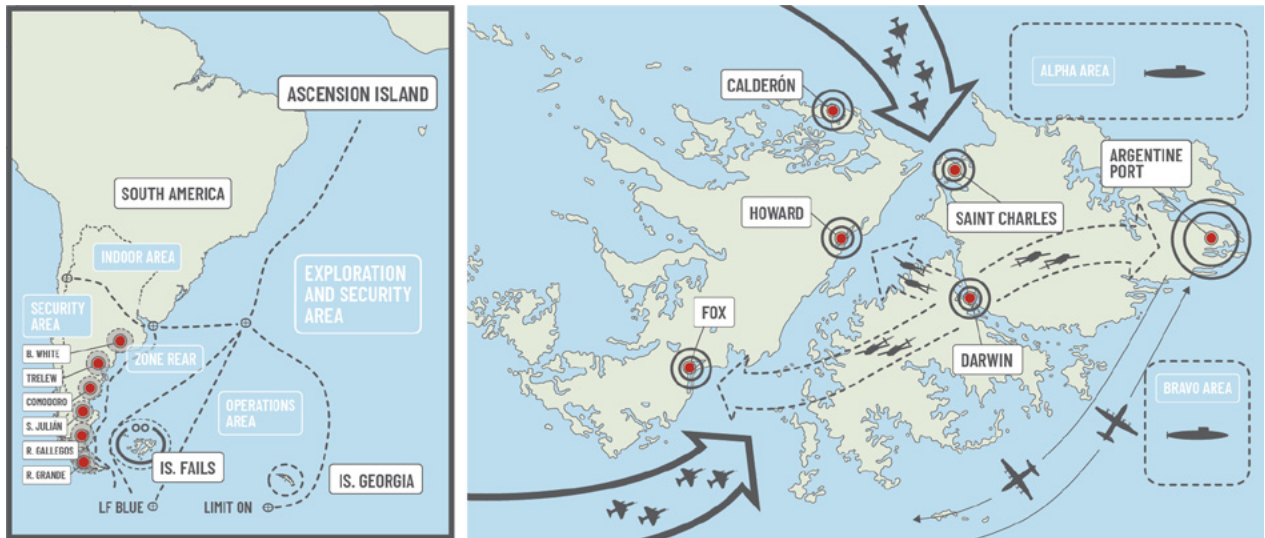 ASCENSION ISLAND
SOUTH AMERICA
INDOOR AREA
EXPLORATION
AND SECURITY
AREA
SECURITY
AREA
B. WHITE
ZONE REAR
TRELEW
COMODORO
OPERATIONS
AREA
S. JULIÁN
R. GALLEGOS
IS. FAILS
R. GRANDE
IS. GEORGIA
LF BLUE
LIMIT ON
ALPHA AREA
CALDERÓN
ARGENTINE
PORT
HOWARD
SAINT CHARLES
FOX
DARWIN
BRAVO AREA